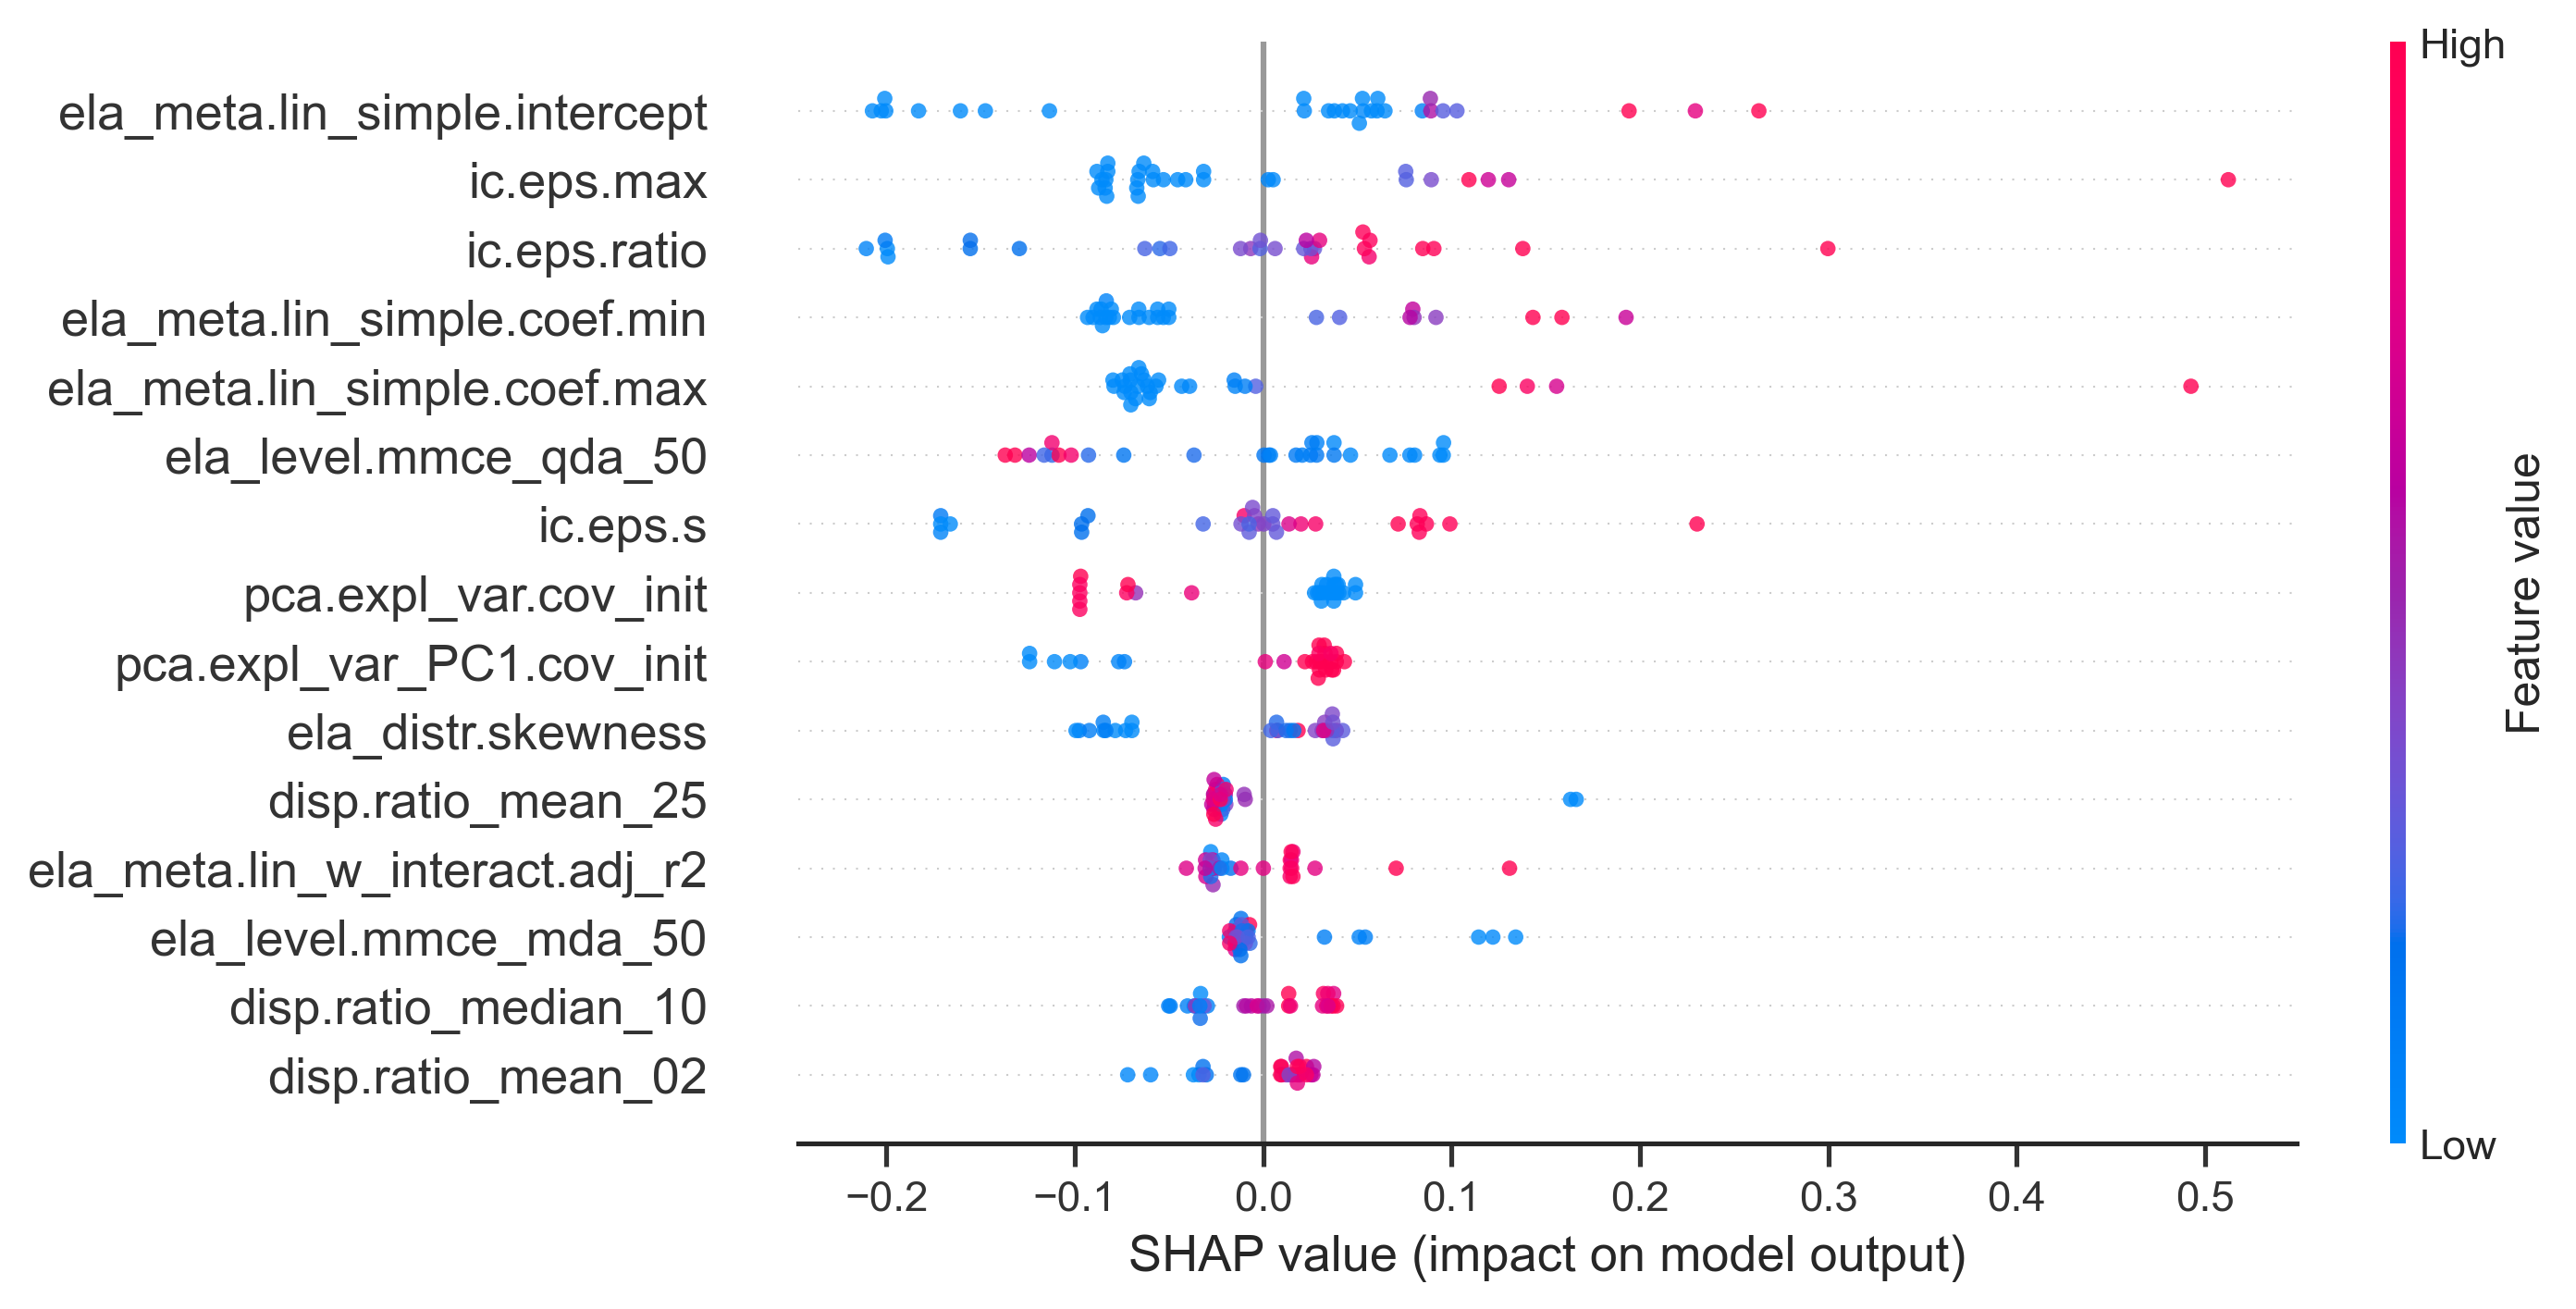 High
ela_meta.lin_simple.intercept
ic.eps.max
ic.eps.ratio
ela_meta.lin_simple.coef.min
ela_meta.lin_simple.coef.max
ela_level.mmce_qda_50
ic.eps.s
pca.expl_var.cov_init
pca.expl_var_PC1.cov_init
ela_distr.skewness
disp.ratio_mean_25
ela_meta.lin_w_interact.adj_r2
ela_level.mmce_mda_50
disp.ratio_median_10
disp.ratio_mean_02
Feature value
Low
−0.2 −0.1 0.0 0.1 0.2 0.3 0.4 0.5
SHAP value (impact on model output)